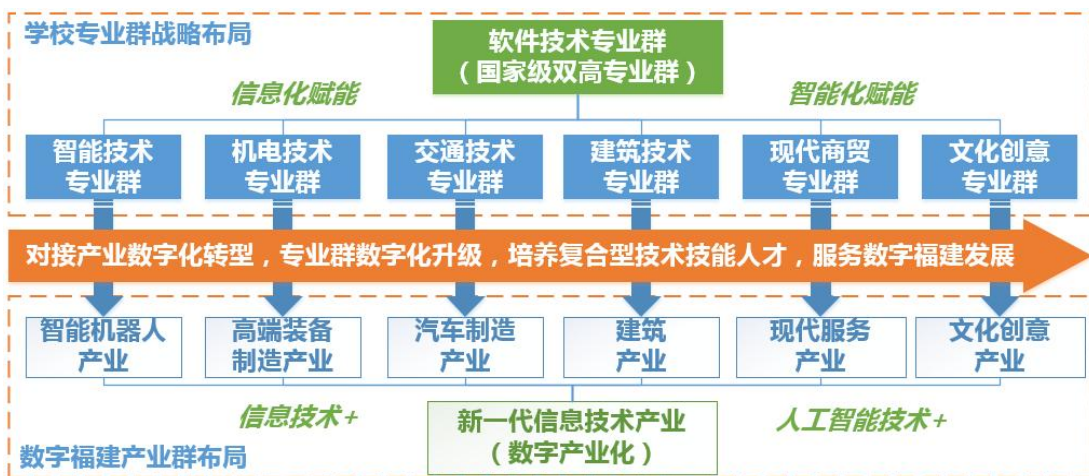 学校专业群战略布局
软件技术专业群
（国家级双高专业群）
信息化赋能
智能化赋能
智能技术
专业群
机电技术
专业群
交通技术
专业群
建筑技术
专业群
现代商贸
专业群
文化创意
专业群
对接产业数字化转型，专业群数字化升级，培养复合型技术技能人才，服务数字福建发展
智能机器人
产业
高端装备
制造产业
汽车制造
产业
建筑
产业
现代服务
产业
文化创意
产业
信息技术+
新一代信息技术产业
（数字产业化）
人工智能技术+
数字福建产业群布局